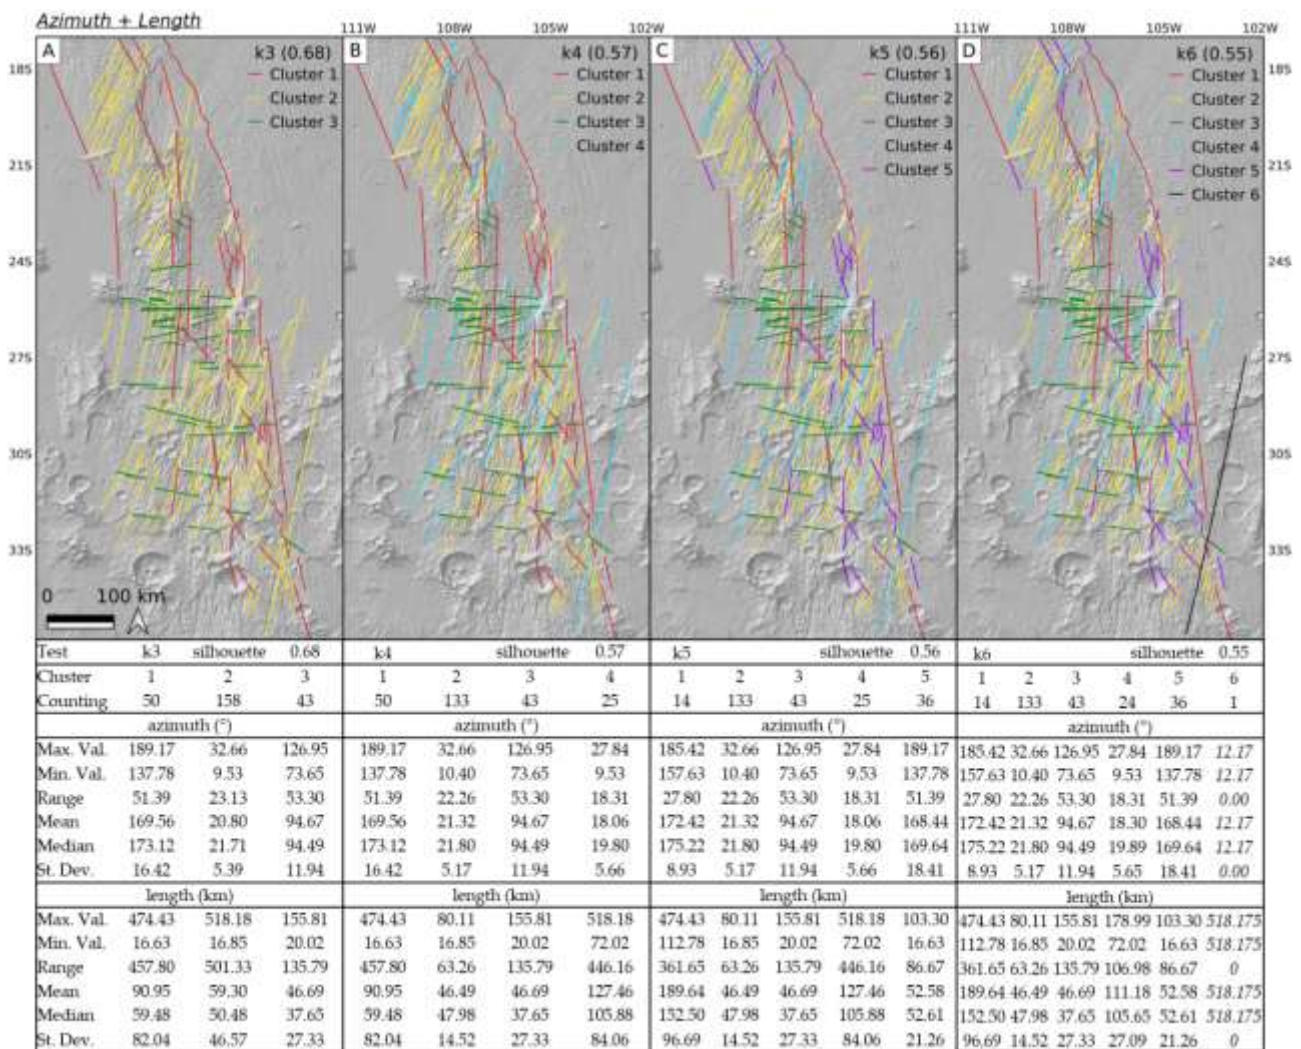 Azimuth + Length
111W 108W 105W 102W 111W 108W 105W 102W
A k3 (0.68) B k4 (0.57) C k5 (0.56) D k6 (0.55)
18S 18S
Cluster 1 Cluster 1 Cluster 1 Cluster 1
Cluster 2 Cluster 2 Cluster 2 Cluster 2
Cluster 3 Cluster 3 Cluster 3 Cluster 3
Cluster 4 Cluster 4 Cluster 4
21S Cluster 5 Cluster 5 21S
Cluster 6
24S 24S
27S 27S
30S 30S
33S 33S
0 100 km
Test k3 silhouette 0.68 k4 silhouette 0.57 k5 silhouette 0.56 k6 silhouette 0.55
Cluster 1 2 3 1 2 3 4 1 2 3 4 5 1 2 3 4 5 6
Counting 50 158 43 50 133 43 25 14 133 43 25 36 14 133 43 24 36 1
azimuth (°) azimuth (°) azimuth (°) azimuth (°)
Max. Val. 189.17 32.66 126.95 189.17 32.66 126.95 27.84 185.42 32.66 126.95 27.84 189.17 185.42 32.66 126.95 27.84 189.17 12.17
Min. Val. 137.78 9.53 73.65 137.78 10.40 73.65 9.53 157.63 10.40 73.65 9.53 137.78 157.63 10.40 73.65 9.53 137.78 12.17
Range 51.39 23.13 53.30 51.39 22.26 53.30 18.31 27.80 22.26 53.30 18.31 51.39 27.80 22.26 53.30 18.31 51.39 0.00
Mean 169.56 20.80 94.67 169.56 21.32 94.67 18.06 172.42 21.32 94.67 18.06 168.44 172.42 21.32 94.67 18.30 168.44 12.17
Median 173.12 21.71 94.49 173.12 21.80 94.49 19.80 175.22 21.80 94.49 19.80 169.64 175.22 21.80 94.49 19.89 169.64 12.17
St. Dev. 16.42 5.39 11.94 16.42 5.17 11.94 5.66 8.93 5.17 11.94 5.66 18.41 8.93 5.17 11.94 5.65 18.41 0.00
length (km) length (km) length (km) length (km)
Max. Val. 474.43 518.18 155.81 474.43 80.11 155.81 518.18 474.43 80.11 155.81 518.18 103.30 474.43 80.11 155.81 178.99 103.30 518.175
Min. Val. 16.63 16.85 20.02 16.63 16.85 20.02 72.02 112.78 16.85 20.02 72.02 16.63 112.78 16.85 20.02 72.02 16.63 518.175
Range 457.80 501.33 135.79 457.80 63.26 135.79 446.16 361.65 63.26 135.79 446.16 86.67 361.65 63.26 135.79 106.98 86.67 0
Mean 90.95 59.30 46.69 90.95 46.49 46.69 127.46 189.64 46.49 46.69 127.46 52.58 189.64 46.49 46.69 111.18 52.58 518.175
Median 59.48 50.48 37.65 59.48 47.98 37.65 105.88 152.50 47.98 37.65 105.88 52.61 152.50 47.98 37.65 105.65 52.61 518.175
St. Dev. 82.04 46.57 27.33 82.04 14.52 27.33 84.06 96.69 14.52 27.33 84.06 21.26 96.69 14.52 27.33 27.09 21.26 0